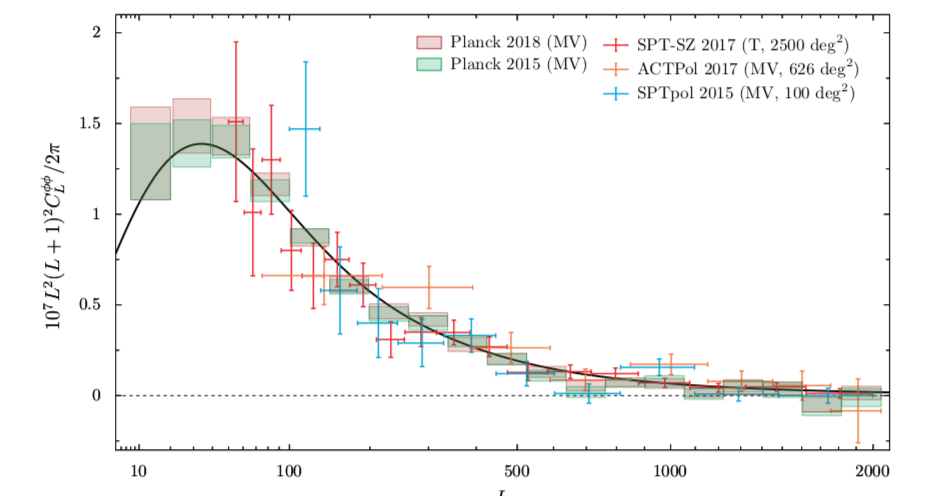 2
1.5
1
0.5
0
10⁷L²(L + 1)²C_L^{ϕϕ}/2π
Planck 2018 (MV)
Planck 2015 (MV)
SPT-SZ 2017 (T, 2500 deg²)
ACTPol 2017 (MV, 626 deg²)
SPTpol 2015 (MV, 100 deg²)
10 100 500 1000 2000